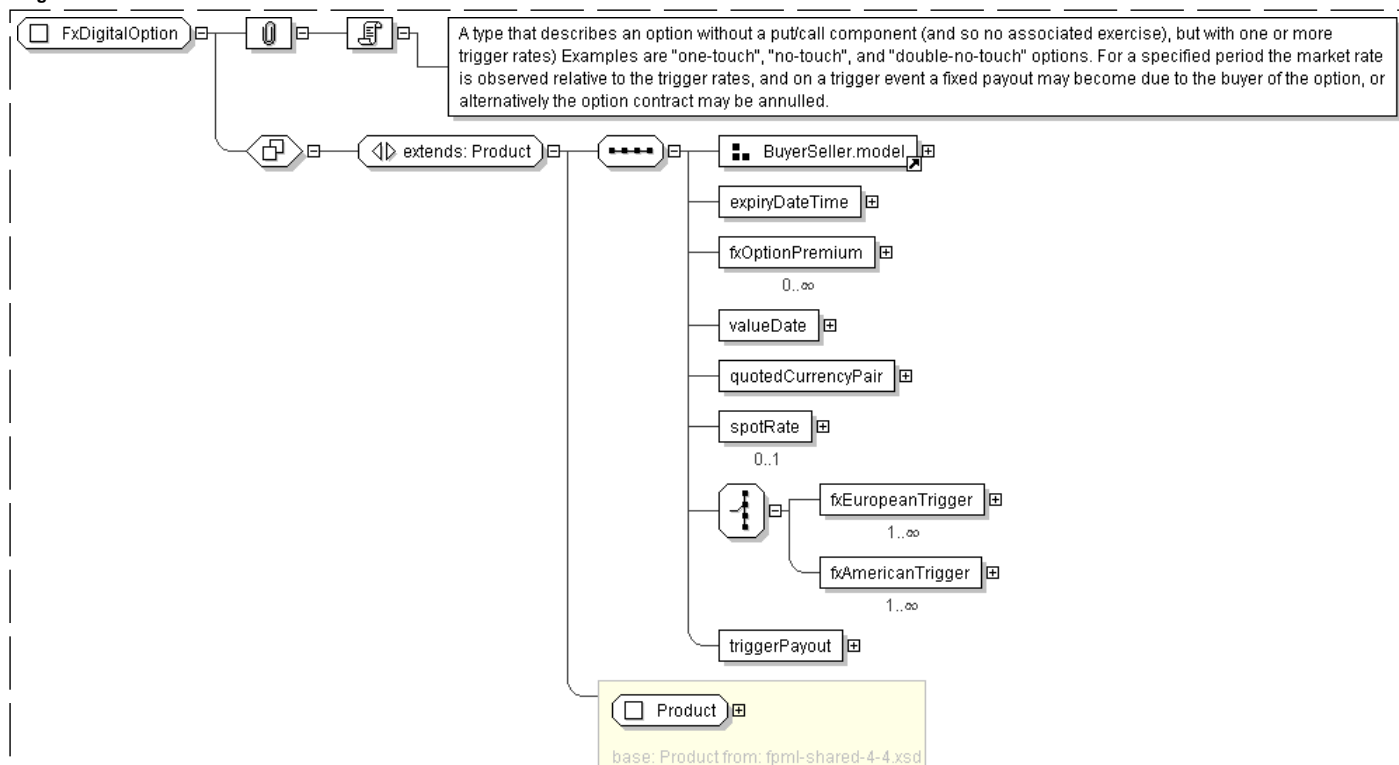 FxDigitalOption
A type that describes an option without a put/call component (and so no associated exercise), but with one or more
trigger rates) Examples are "one-touch", "no-touch", and "double-no-touch" options. For a specified period the market rate
is observed relative to the trigger rates, and on a trigger event a fixed payout may become due to the buyer of the option, or
alternatively the option contract may be annulled.
extends: Product
BuyerSeller.model
expiryDateTime
fxOptionPremium
0..∞
valueDate
quotedCurrencyPair
spotRate
0..1
fxEuropeanTrigger
1..∞
fxAmericanTrigger
1..∞
triggerPayout
Product
base: Product from: fpml-shared-4-4.xsd